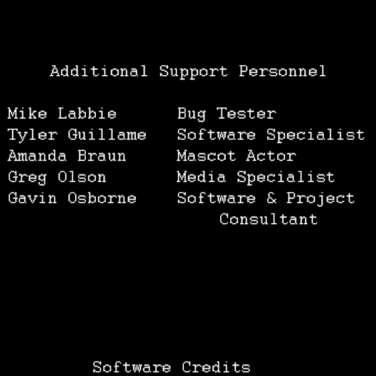 Additional Support Personnel
Mike Labbie Bug Tester
Tyler Guillame Software Specialist
Amanda Braun Mascot Actor
Greg Olson Media Specialist
Gavin Osborne Software & Project
Consultant
Software Credits